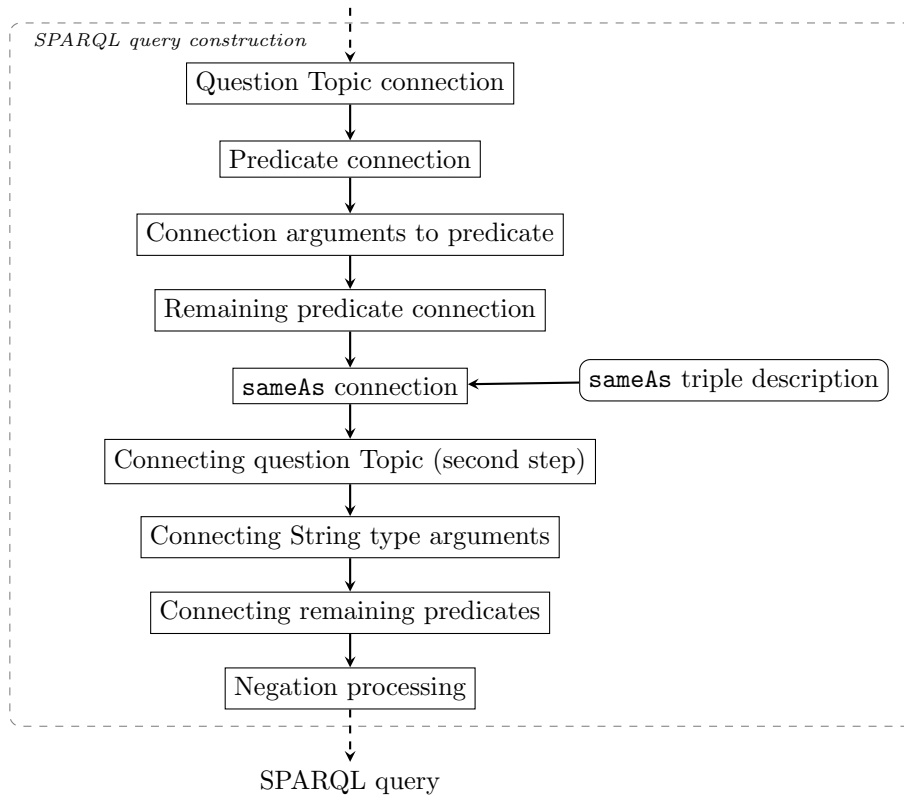 SPARQL query construction
Question Topic connection
Predicate connection
Connection arguments to predicate
Remaining predicate connection
sameAs connection
sameAs triple description
Connecting question Topic (second step)
Connecting String type arguments
Connecting remaining predicates
Negation processing
SPARQL query